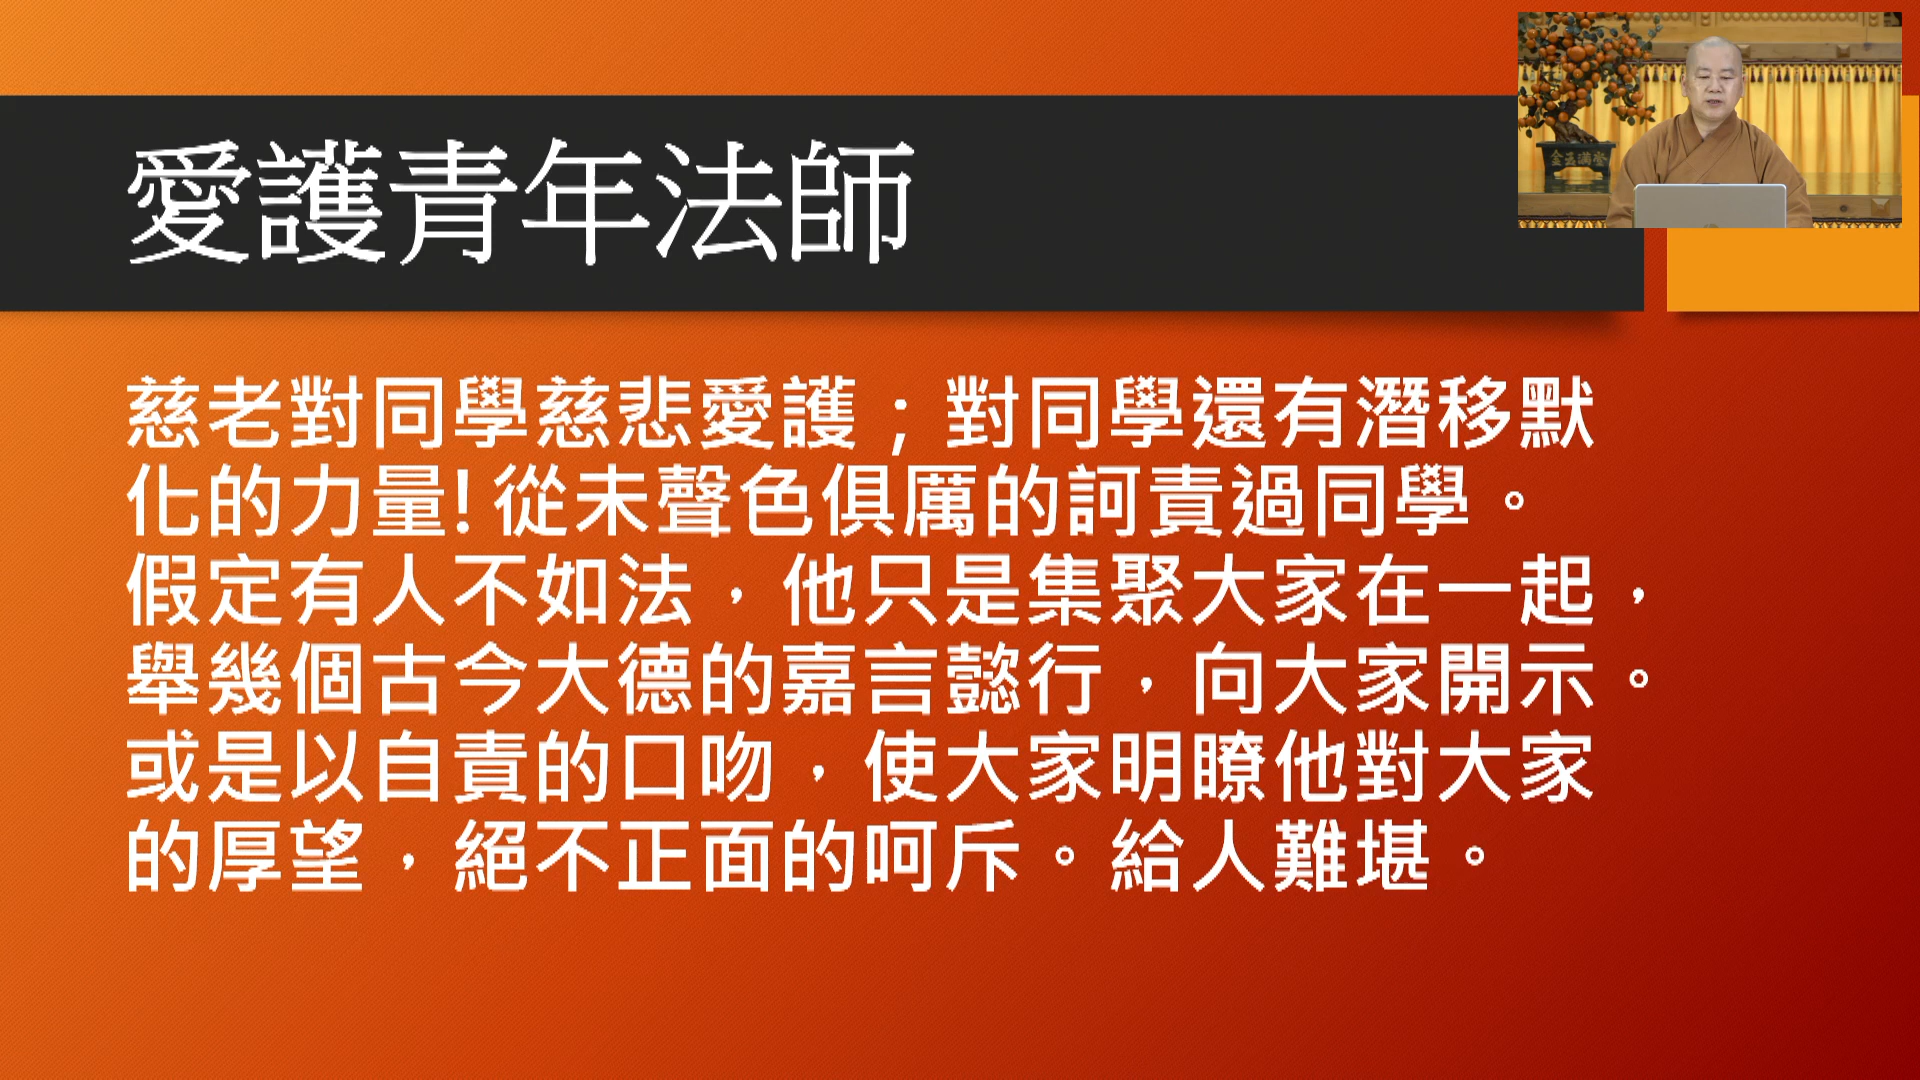 愛護青年法師
慈老對同學慈悲愛護；對同學還有潛移默
化的力量!從未聲色俱厲的訶責過同學。
假定有人不如法，他只是集聚大家在一起，
舉幾個古今大德的嘉言懿行，向大家開示。
或是以自責的口吻，使大家明瞭他對大家
的厚望，絕不正面的呵斥。給人難堪。
金玉滿堂